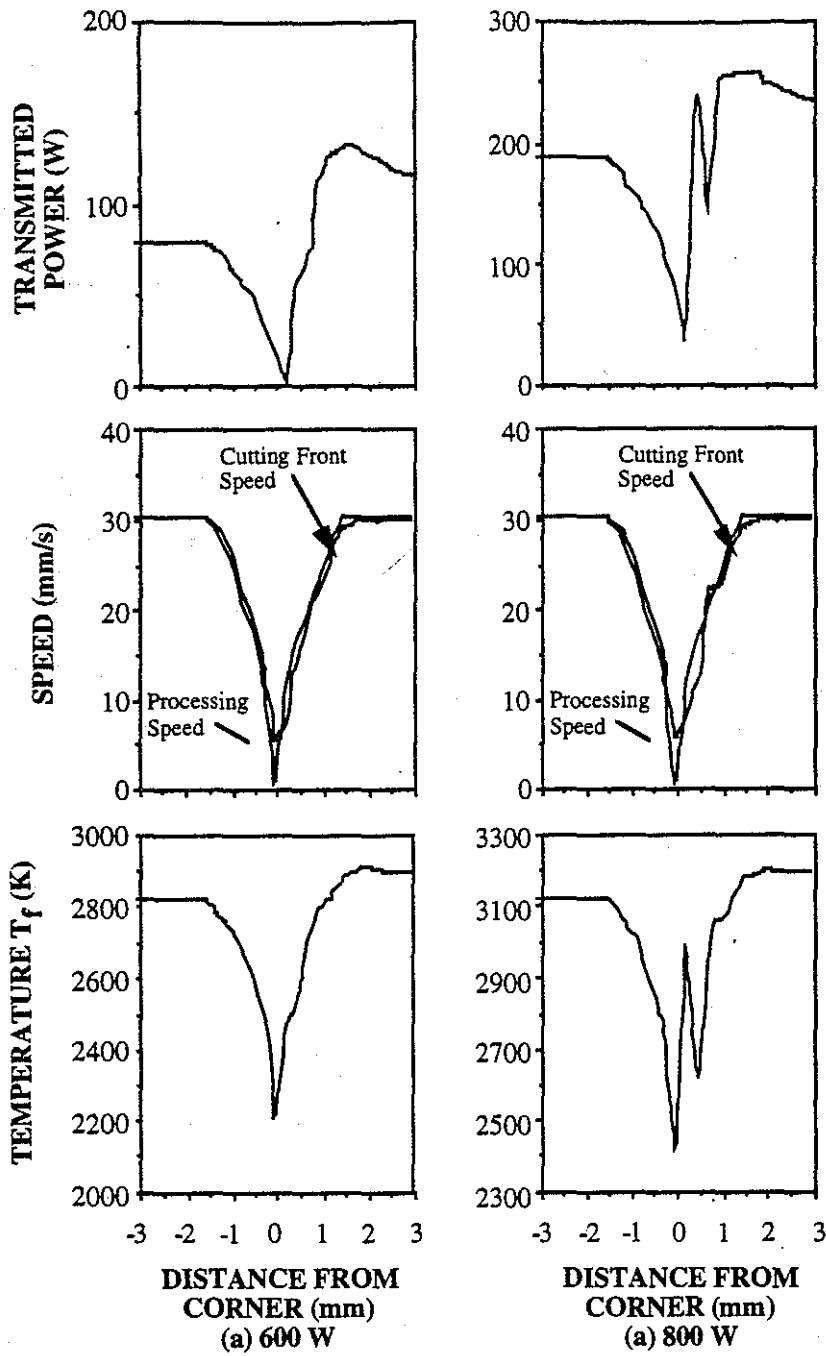 TRANSMITTED
POWER (W)
200
100
0
300
200
100
0
SPEED (mm/s)
40
30
20
10
0
Cutting Front
Speed
Processing
Speed
40
30
20
10
0
Cutting Front
Speed
Processing
Speed
TEMPERATURE Tf (K)
3000
2800
2600
2400
2200
2000
-3 -2 -1 0 1 2 3
DISTANCE FROM
CORNER (mm)
(a) 600 W
3300
3100
2900
2700
2500
2300
-3 -2 -1 0 1 2 3
DISTANCE FROM
CORNER (mm)
(a) 800 W